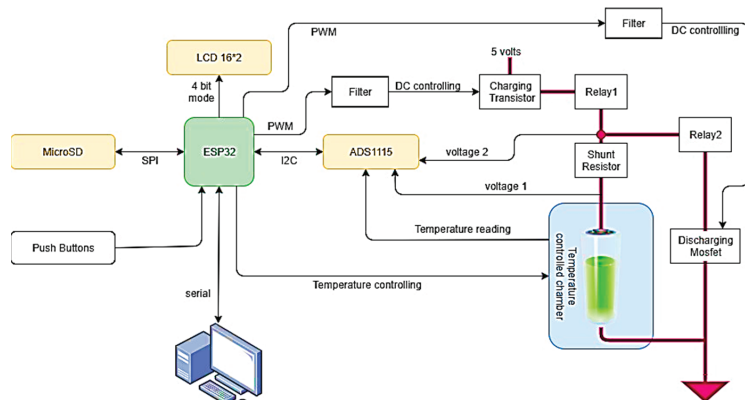 PWM
Filter
DC controllling
LCD 16*2
5 volts
4 bit
mode
Filter
DC controlling
Charging
Transistor
Relay1
PWM
Relay2
MicroSD
SPI
ESP32
I2C
ADS1115
voltage 2
Shunt
Resistor
voltage 1
Push Buttons
Temperature reading
Temperature
controlled chamber
Discharging
Mosfet
Temperature controlling
serial